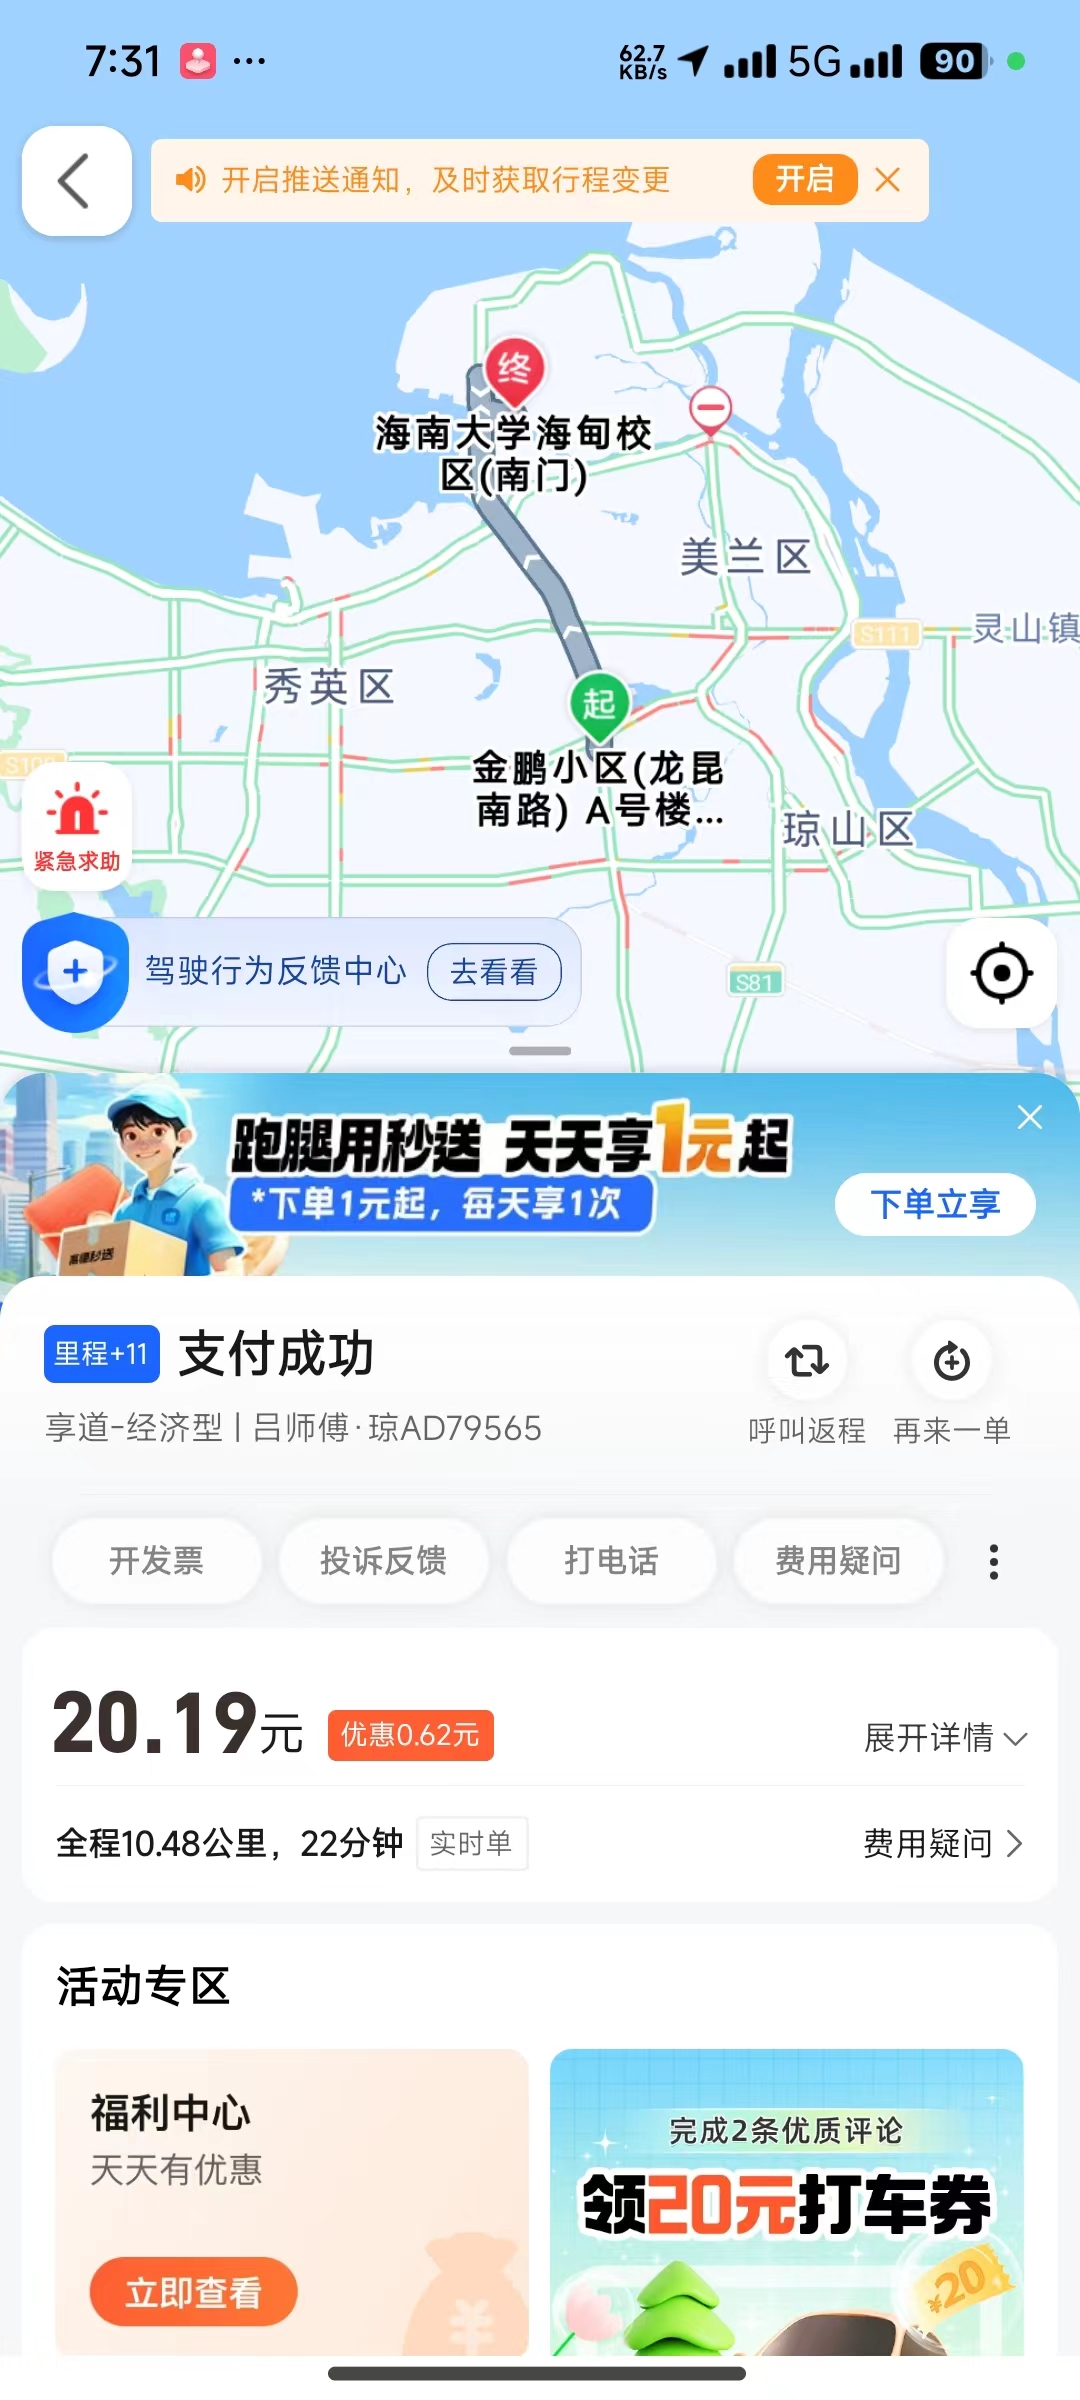 7:31 ...
62.7 KB/s 5G 90
开启推送通知，及时获取行程变更 开启
终
海南大学海甸校
区(南门)
美兰区
S111
灵山镇
秀英区
起
金鹏小区(龙昆
南路) A号楼...
琼山区
紧急求助
驾驶行为反馈中心 去看看
S81
跑腿用秒送 天天享1元起
*下单1元起，每天享1次
下单立享
高德秒送
里程+11 支付成功
享道-经济型 | 吕师傅·琼AD79565
呼叫返程 再来一单
开发票 投诉反馈 打电话 费用疑问
20.19元 优惠0.62元 展开详情
全程10.48公里，22分钟 实时单 费用疑问
活动专区
福利中心
天天有优惠
立即查看
完成2条优质评论
领20元打车券
¥20
¥